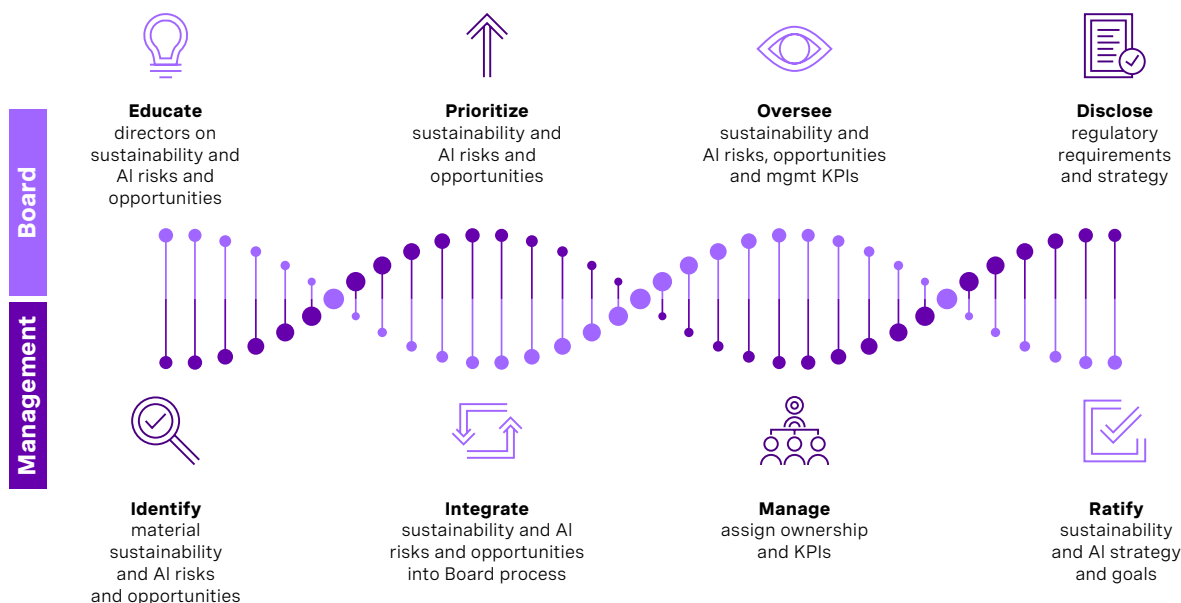 Board
Educate
directors on
sustainability and
AI risks and
opportunities
Prioritize
sustainability and
AI risks and
opportunities
Oversee
sustainability and
AI risks, opportunities
and mgmt KPIs
Disclose
regulatory
requirements
and strategy
Management
Identify
material
sustainability
and AI risks
and opportunities
Integrate
sustainability and AI
risks and opportunities
into Board process
Manage
assign ownership
and KPIs
Ratify
sustainability
and AI strategy
and goals